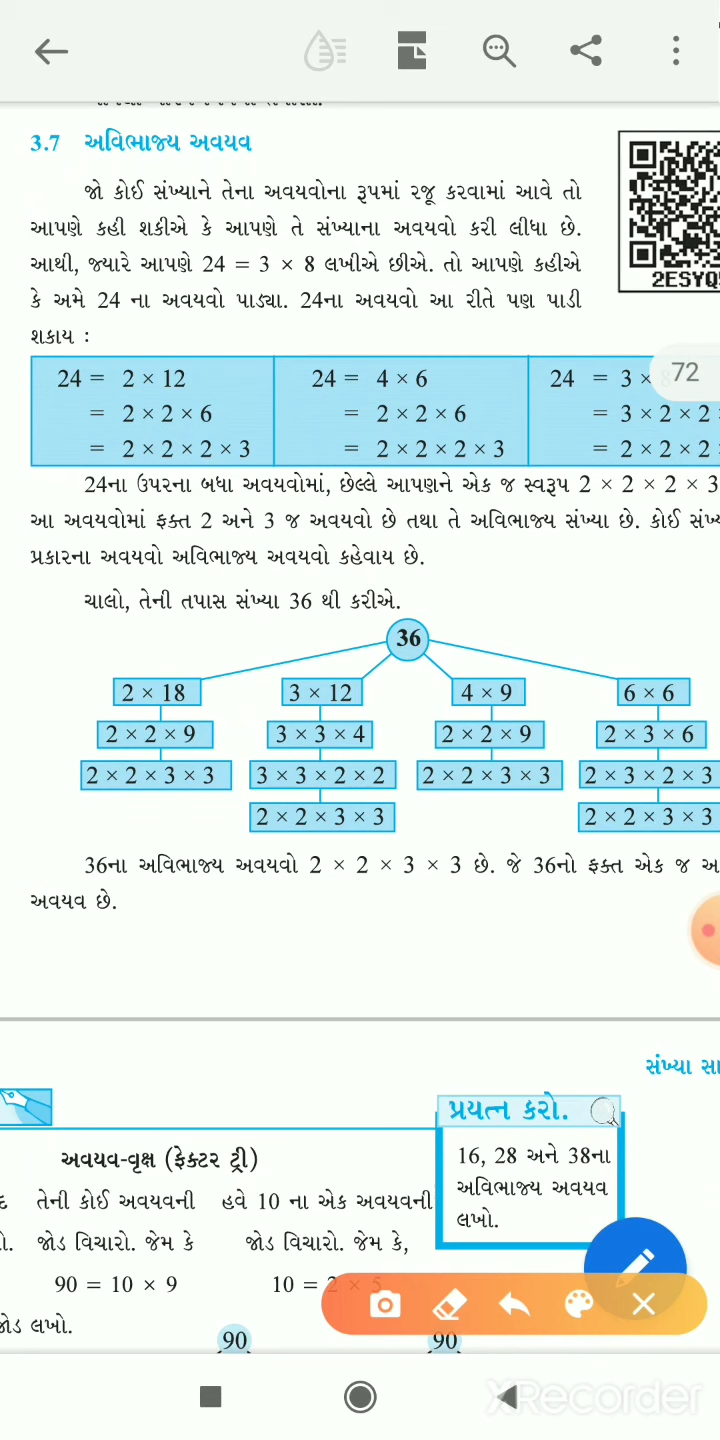 3.7 અવિભાજ્ય અવયવ
જો કોઈ સંખ્યાને તેના અવયવોના રૂપમાં રજૂ કરવામાં આવે તો
આપણે કહી શકીએ કે આપણે તે સંખ્યાના અવયવો કરી લીધા છે.
આથી, જ્યારે આપણે 24 = 3 × 8 લખીએ છીએ. તો આપણે કહીએ
કે અમે 24 ના અવયવો પાડ્યા. 24ના અવયવો આ રીતે પણ પાડી
શકાય :
2ESYQ
24 = 2 × 12 24 = 4 × 6 24 = 3 ×
72
= 2 × 2 × 6 = 2 × 2 × 6 = 3 × 2 × 2
= 2 × 2 × 2 × 3 = 2 × 2 × 2 × 3 = 2 × 2 × 2
24ના ઉપરના બધા અવયવોમાં, છેલ્લે આપણને એક જ સ્વરૂપ 2 × 2 × 2 × 3
આ અવયવોમાં ફક્ત 2 અને 3 જ અવયવો છે તથા તે અવિભાજ્ય સંખ્યા છે. કોઈ
પ્રકારના અવયવો અવિભાજ્ય અવયવો કહેવાય છે.
ચાલો, તેની તપાસ સંખ્યા 36 થી કરીએ.
36
2 × 18 3 × 12 4 × 9 6 × 6
2 × 2 × 9 3 × 3 × 4 2 × 2 × 9 2 × 3 × 6
2 × 2 × 3 × 3 3 × 3 × 2 × 2 2 × 2 × 3 × 3 2 × 3 × 2 × 3
2 × 2 × 3 × 3 2 × 2 × 3 × 3
36ના અવિભાજ્ય અવયવો 2 × 2 × 3 × 3 છે. જે 36નો ફક્ત એક જ
અવયવ છે.
સંખ્યા
પ્રયત્ન કરો.
16, 28 અને 38ના
અવિભાજ્ય અવયવ
લખો.
અવયવ-વૃક્ષ (ફેક્ટર ટ્રી)
તેની કોઈ અવયવની હવે 10 ના એક અવયવની
જોડ વિચારો. જેમ કે જોડ વિચારો. જેમ કે,
90 = 10 × 9 10 = 2 × 5
જોડ લખો.
90 90
XRecorder